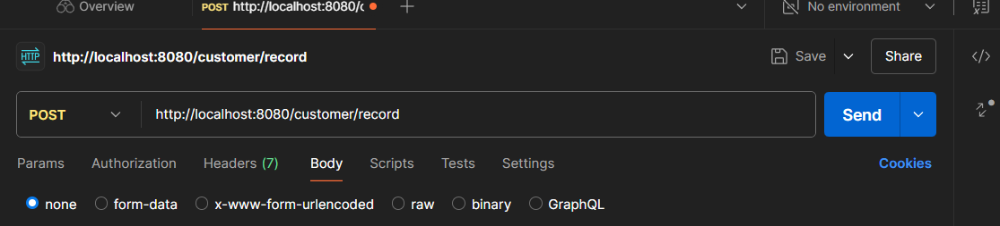 Overview POST http://localhost:8080/c No environment
HTTP http://localhost:8080/customer/record Save Share
POST http://localhost:8080/customer/record Send
Params Authorization Headers (7) Body Scripts Tests Settings Cookies
none form-data x-www-form-urlencoded raw binary GraphQL